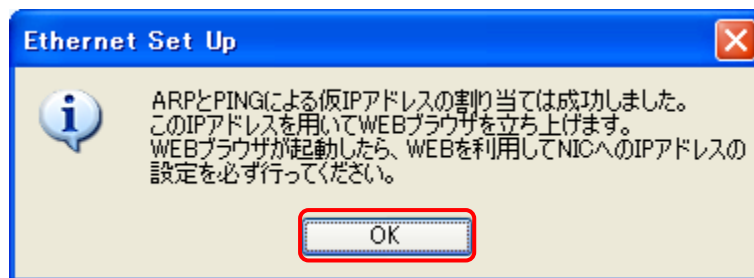 Ethernet Set Up
ARPとPINGによる仮IPアドレスの割り当ては成功しました。
このIPアドレスを用いてWEBブラウザを立ち上げます。
WEBブラウザが起動したら、WEBを利用してNICへのIPアドレスの
設定を必ず行ってください。
OK